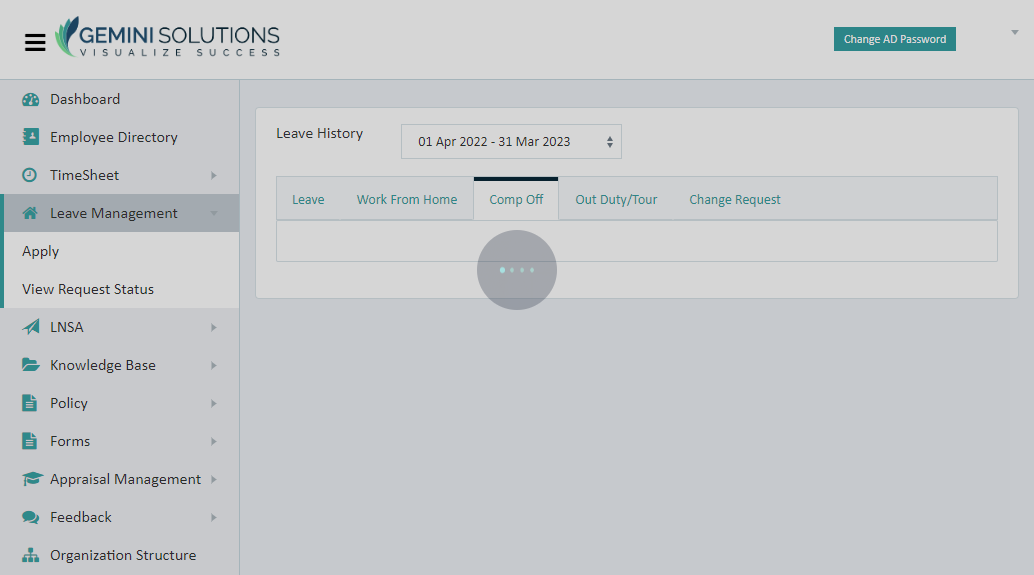 GEMINI SOLUTIONS
VISUALIZE SUCCESS
Change AD Password
Dashboard
Employee Directory
TimeSheet
Leave Management
Apply
View Request Status
LNSA
Knowledge Base
Policy
Forms
Appraisal Management
Feedback
Organization Structure
Leave History
01 Apr 2022 - 31 Mar 2023
Leave Work From Home Comp Off Out Duty/Tour Change Request